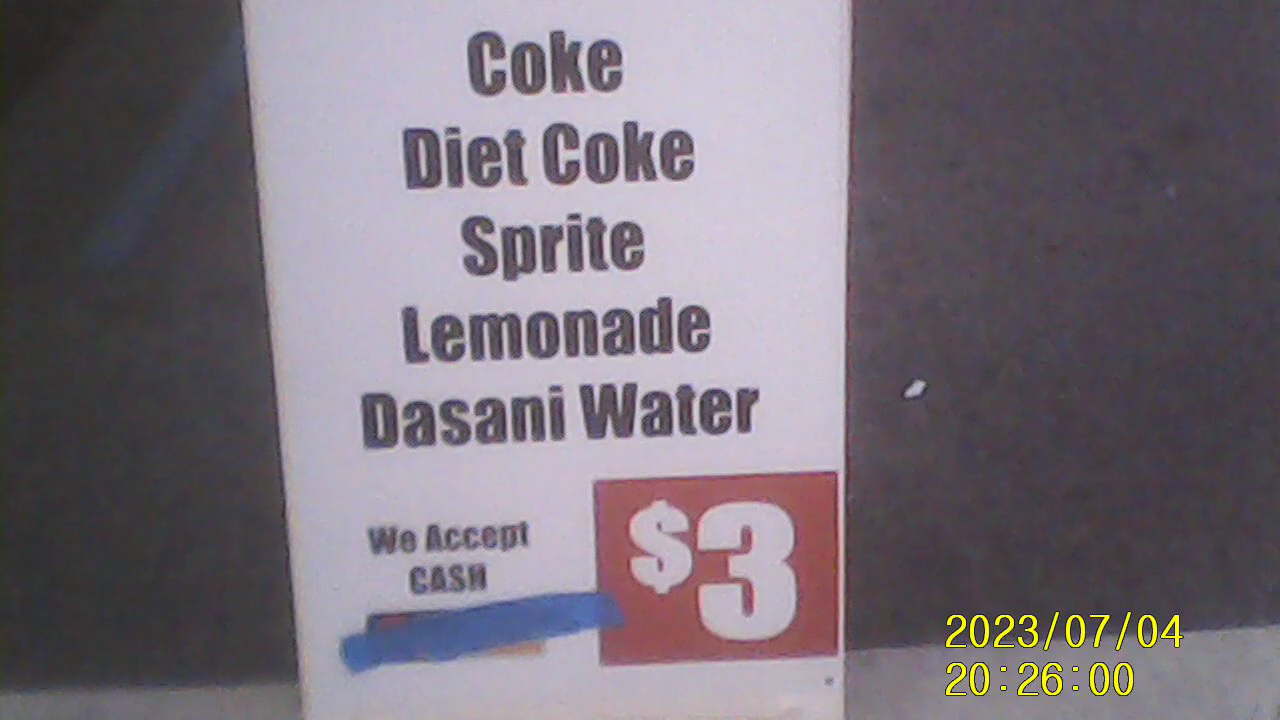 Coke
Diet Coke
Sprite
Lemonade
Dasani Water
We Accept
CASH
$3
2023/07/04
20:26:00